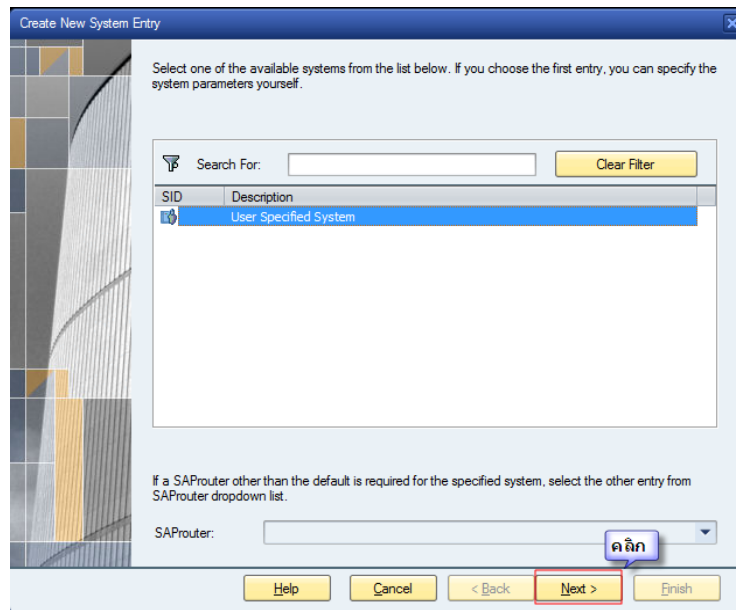 Create New System Entry
Select one of the available systems from the list below. If you choose the first entry, you can specify the
system parameters yourself.
Search For:
Clear Filter
SID Description
User Specified System
If a SAProuter other than the default is required for the specified system, select the other entry from
SAProuter dropdown list.
SAProuter:
คลิก
Help Cancel < Back Next > Finish